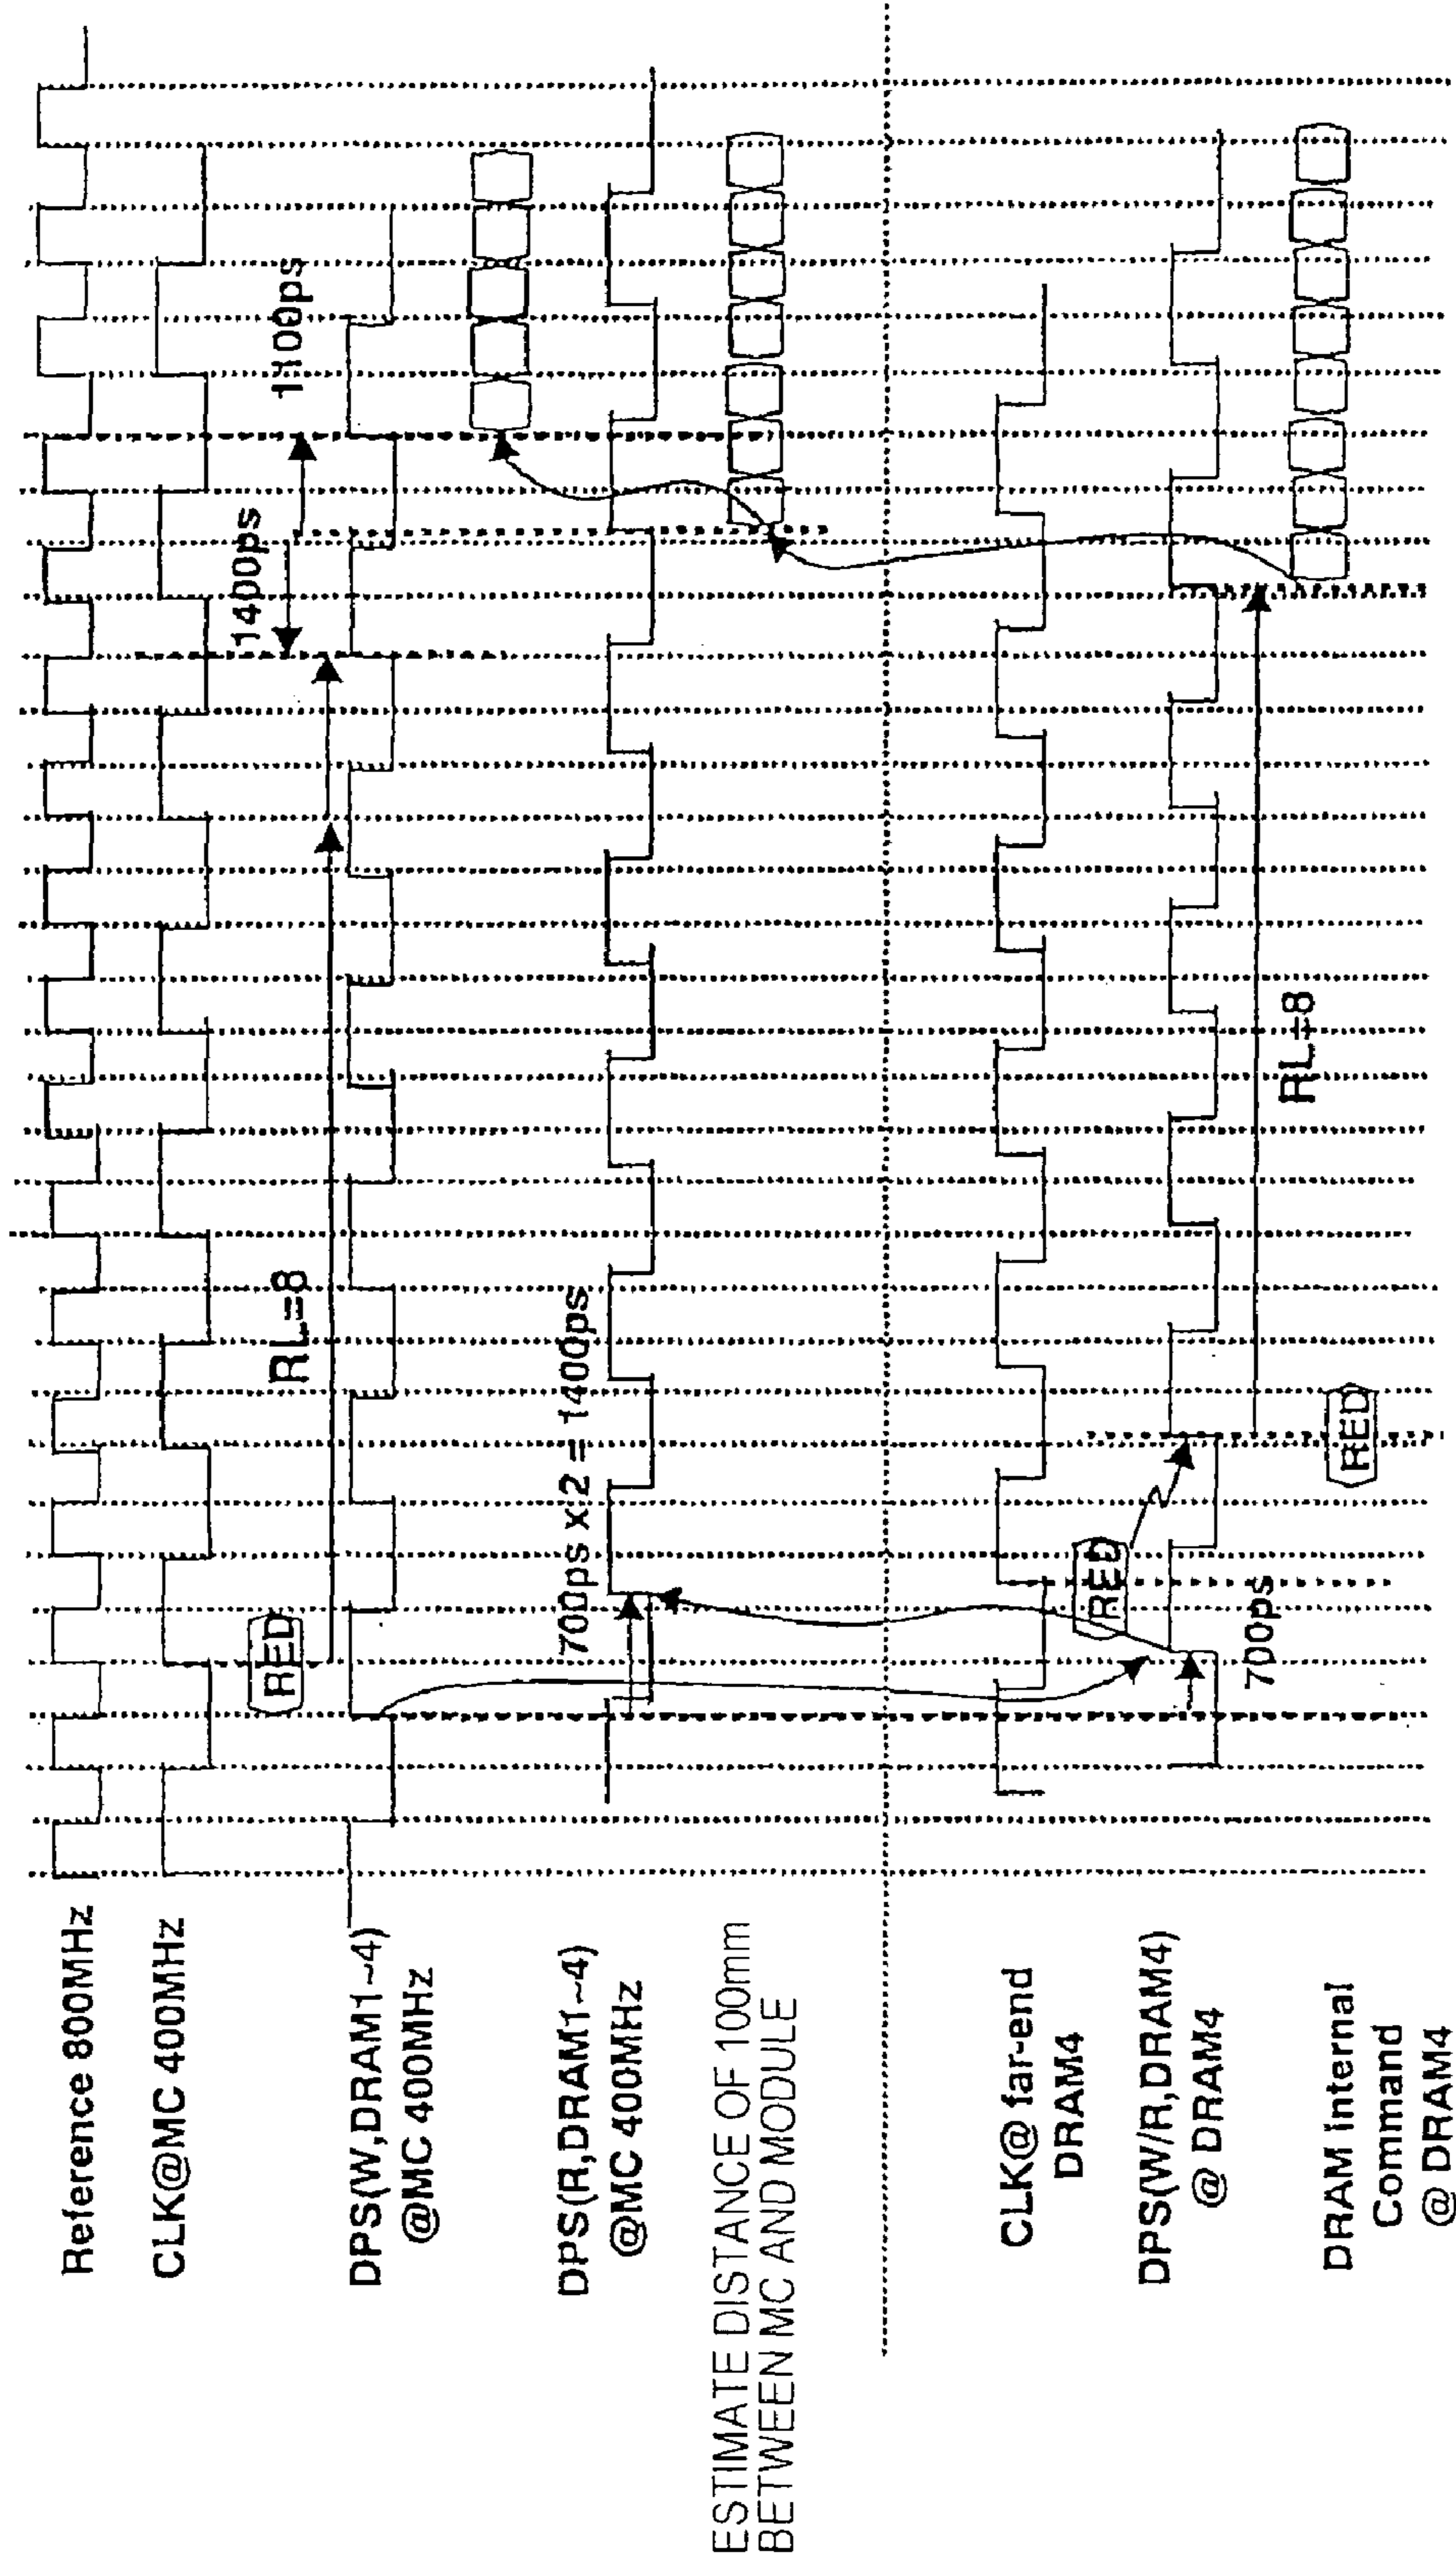 Reference 800MHz
CLK@MC 400MHz
RED
RL=8
1400ps
1100ps
DPS(W,DRAM1~4)
@MC 400MHz
DPS(R,DRAM1~4)
@MC 400MHz
700ps x 2 = 1400ps
ESTIMATE DISTANCE OF 100mm
BETWEEN MC AND MODULE
CLK@ far-end
DRAM4
RED
2
DPS(W/R,DRAM4)
@ DRAM4
700ps
RL=8
DRAM internal
Command
@ DRAM4
RED